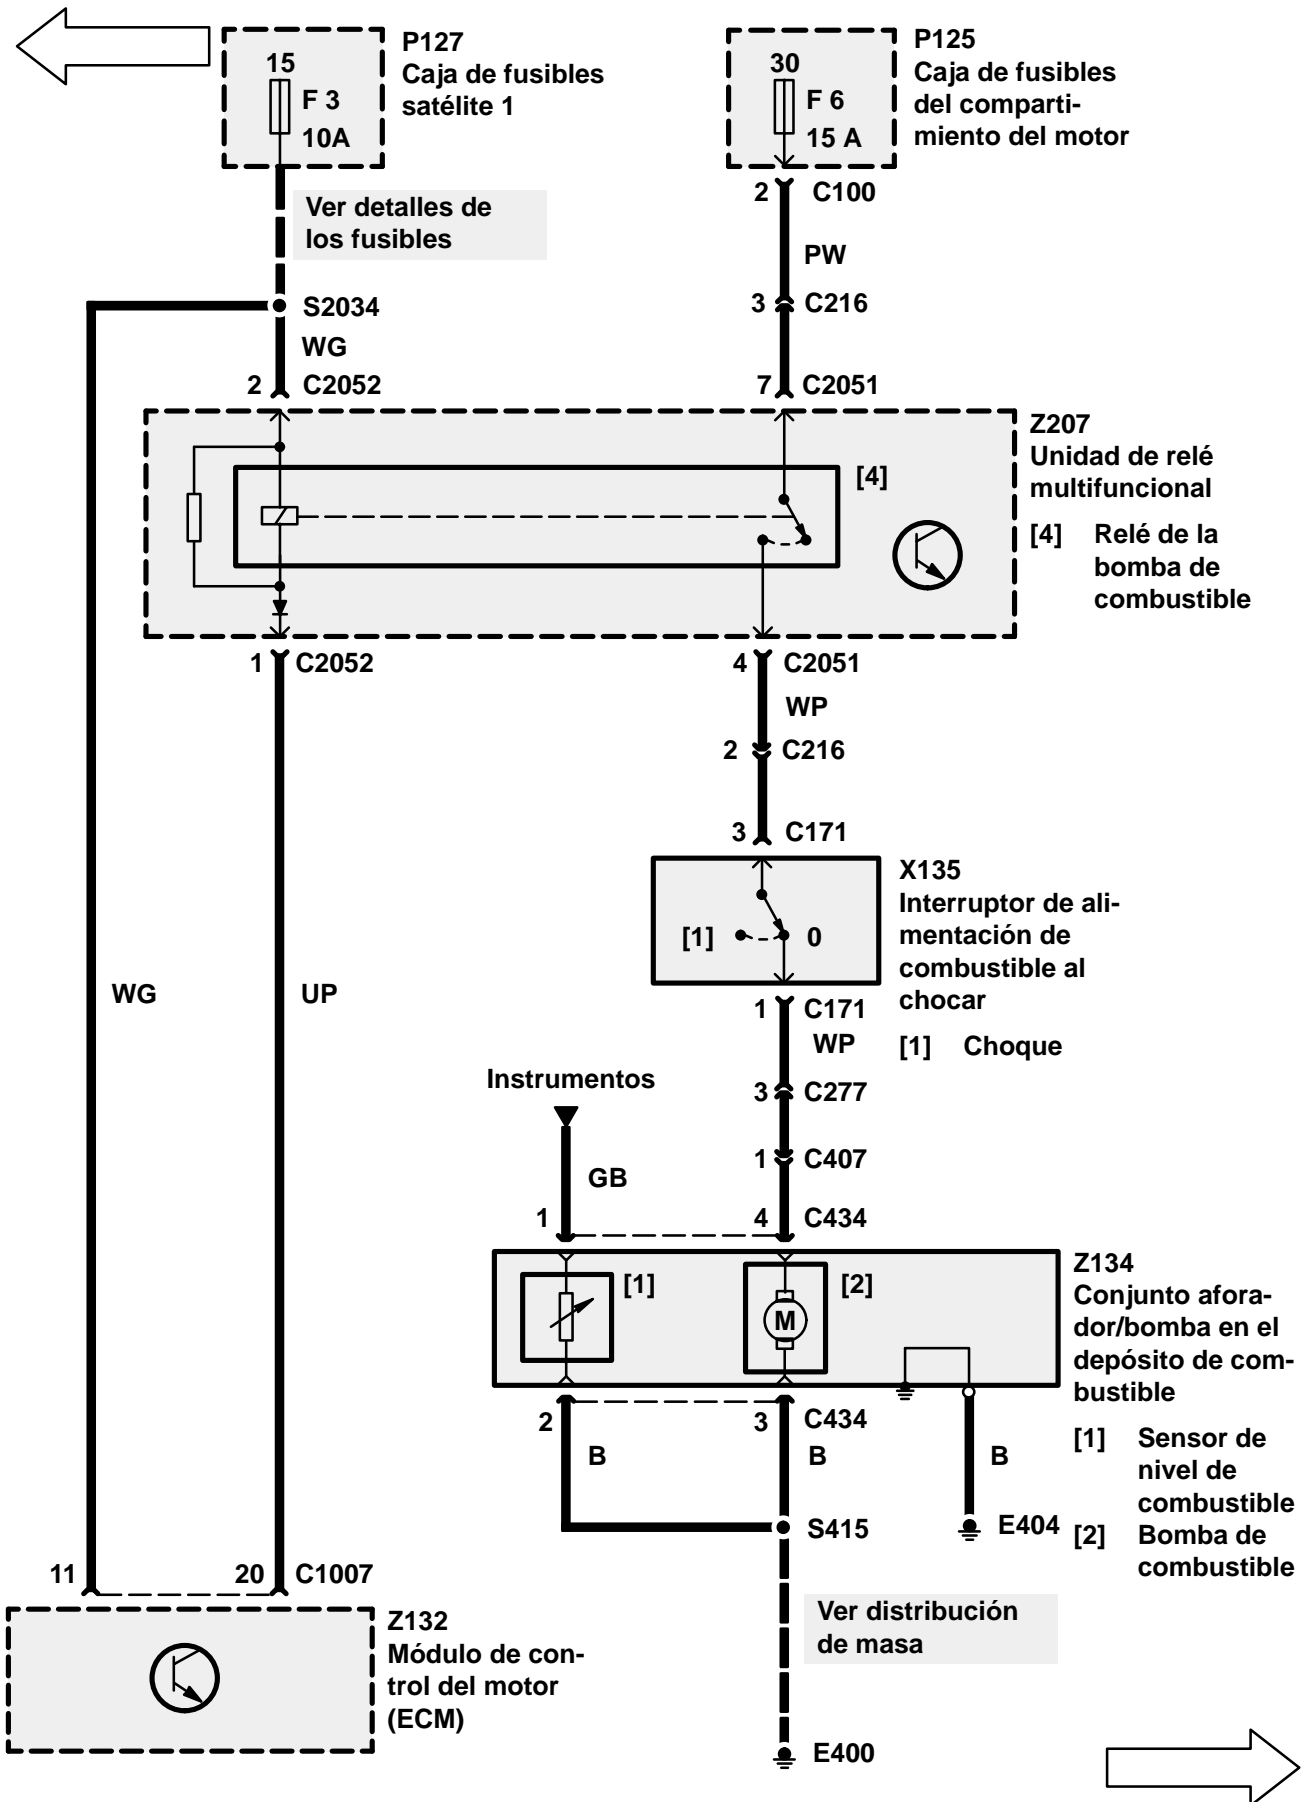 15
F 3
10A
P127
Caja de fusibles
satélite 1
30
F 6
15 A
P125
Caja de fusibles
del comparti-
miento del motor
Ver detalles de
los fusibles
2 C100
PW
S2034
3 C216
WG
2 C2052
7 C2051
[4]
Z207
Unidad de relé
multifuncional
[4] Relé de la
bomba de
combustible
1 C2052
4 C2051
WP
2 C216
3 C171
[1] 0
X135
Interruptor de ali-
mentación de
combustible al
chocar
[1] Choque
WG
UP
1 C171
WP
Instrumentos
3 C277
1 C407
GB
1
4 C434
[1]
[2]
M
Z134
Conjunto afora-
dor/bomba en el
depósito de com-
bustible
[1] Sensor de
nivel de
combustible
[2] Bomba de
combustible
2
3 C434
B
B
B
S415
E404
11
20 C1007
Z132
Módulo de con-
trol del motor
(ECM)
Ver distribución
de masa
E400